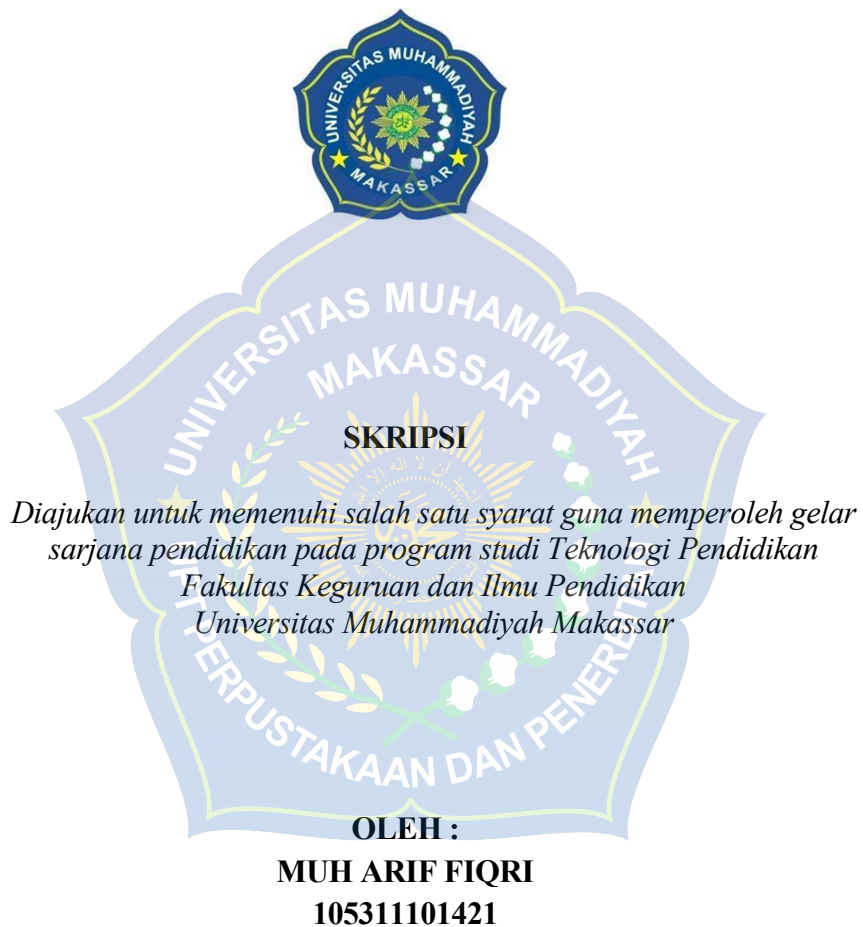 UNIVERSITAS MUHAMMADIYAH
MAKASSAR
UNIVERSITAS MUHAMMADIYAH
MAKASSAR
SKRIPSI
Diajukan untuk memenuhi salah satu syarat guna memperoleh gelar
sarjana pendidikan pada program studi Teknologi Pendidikan
Fakultas Keguruan dan Ilmu Pendidikan
Universitas Muhammadiyah Makassar
UPT PERPUSTAKAAN DAN PENERBITAN
OLEH :
MUH ARIF FIQRI
105311101421